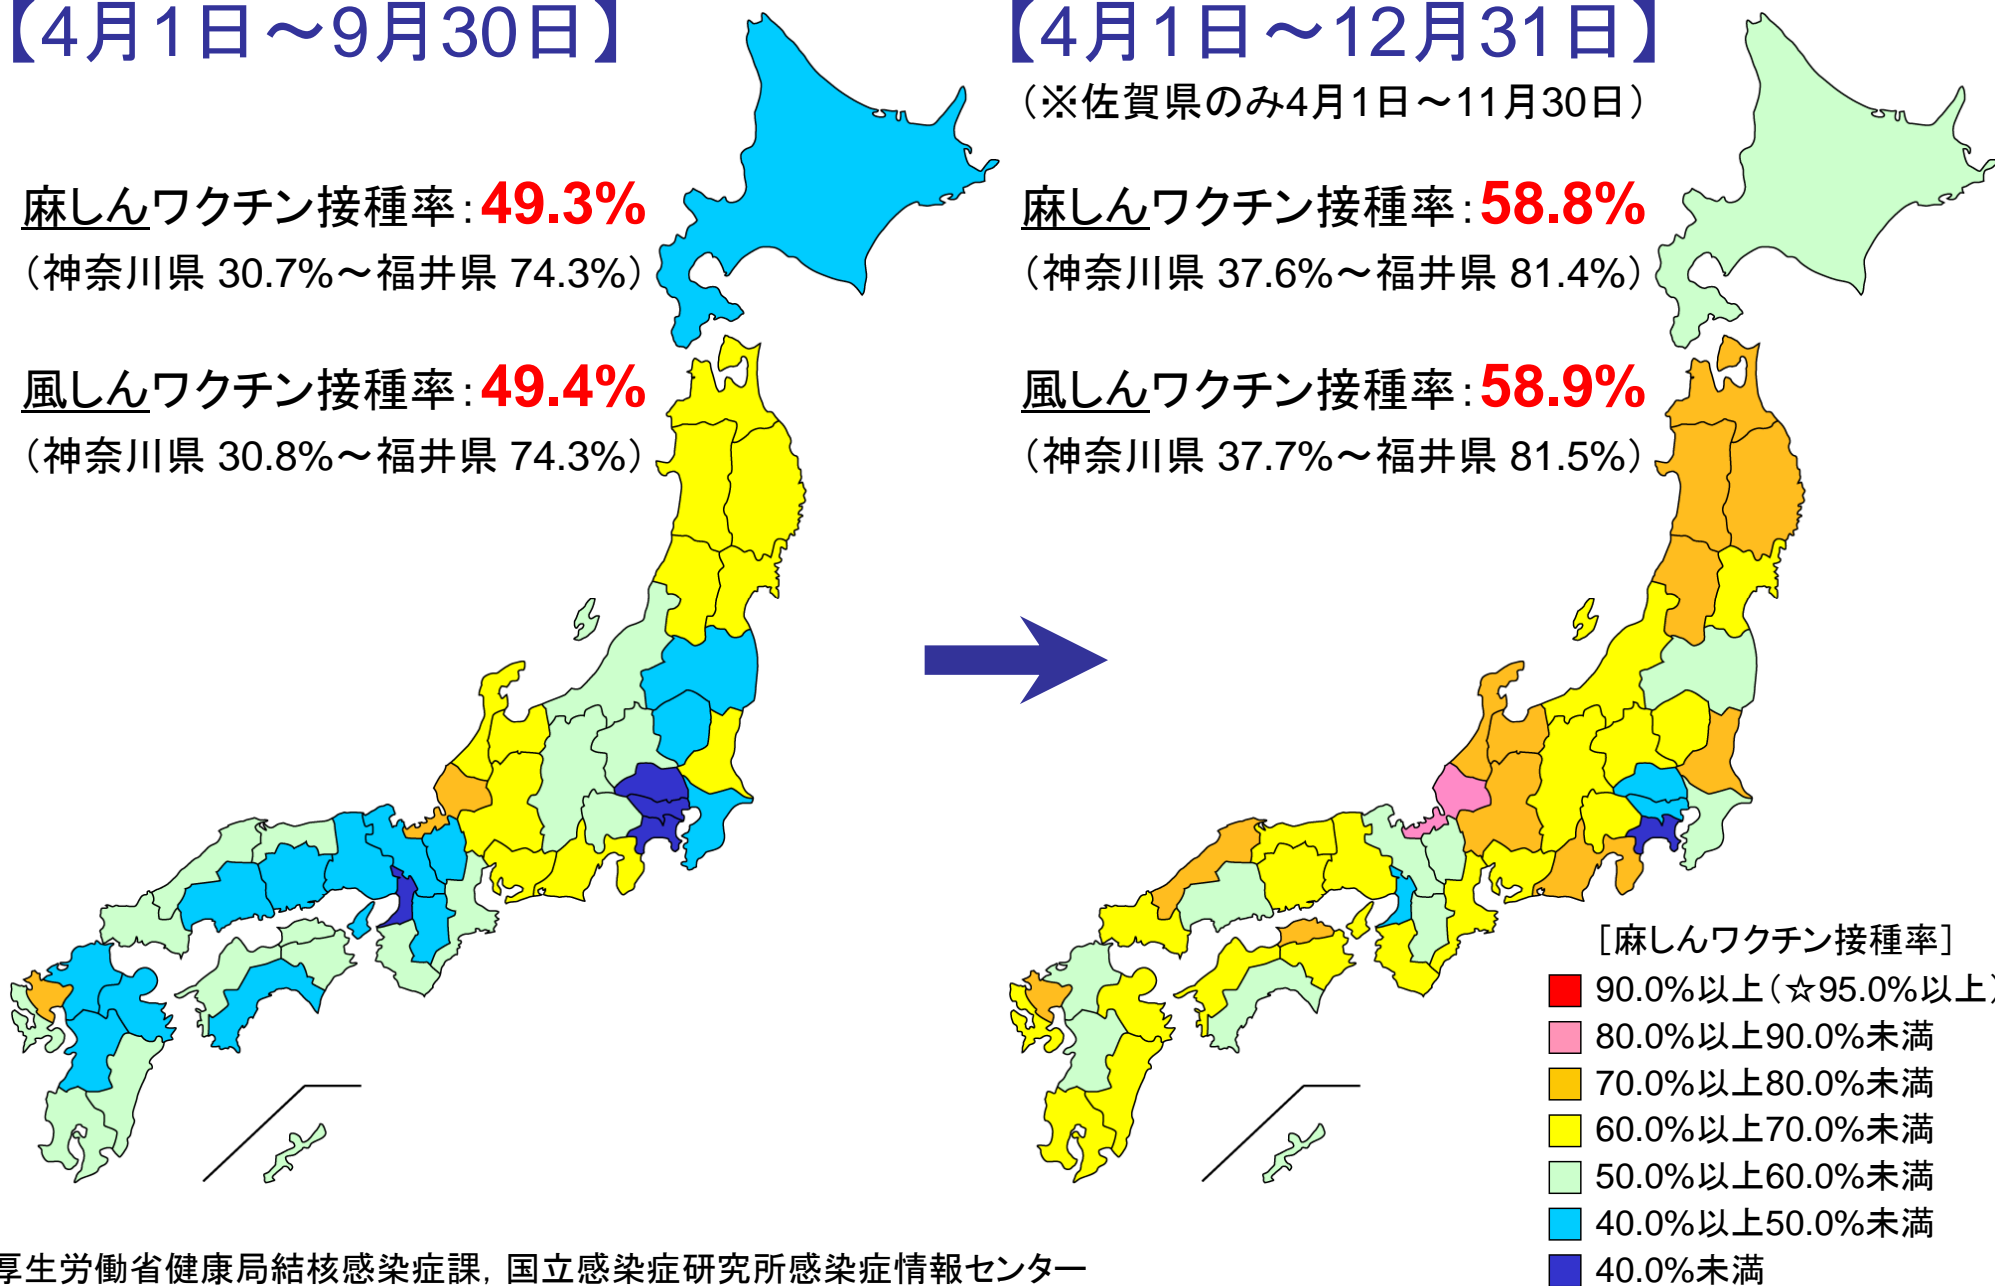 【4月1日～9月30日】
麻しんワクチン接種率：49.3%
（神奈川県 30.7%～福井県 74.3%）
風しんワクチン接種率：49.4%
（神奈川県 30.8%～福井県 74.3%）
【4月1日～12月31日】
（※佐賀県のみ4月1日～11月30日）
麻しんワクチン接種率：58.8%
（神奈川県 37.6%～福井県 81.4%）
風しんワクチン接種率：58.9%
（神奈川県 37.7%～福井県 81.5%）
［麻しんワクチン接種率］
90.0%以上（☆95.0%以上）
80.0%以上90.0%未満
70.0%以上80.0%未満
60.0%以上70.0%未満
50.0%以上60.0%未満
40.0%以上50.0%未満
40.0%未満
厚生労働省健康局結核感染症課，国立感染症研究所感染症情報センター